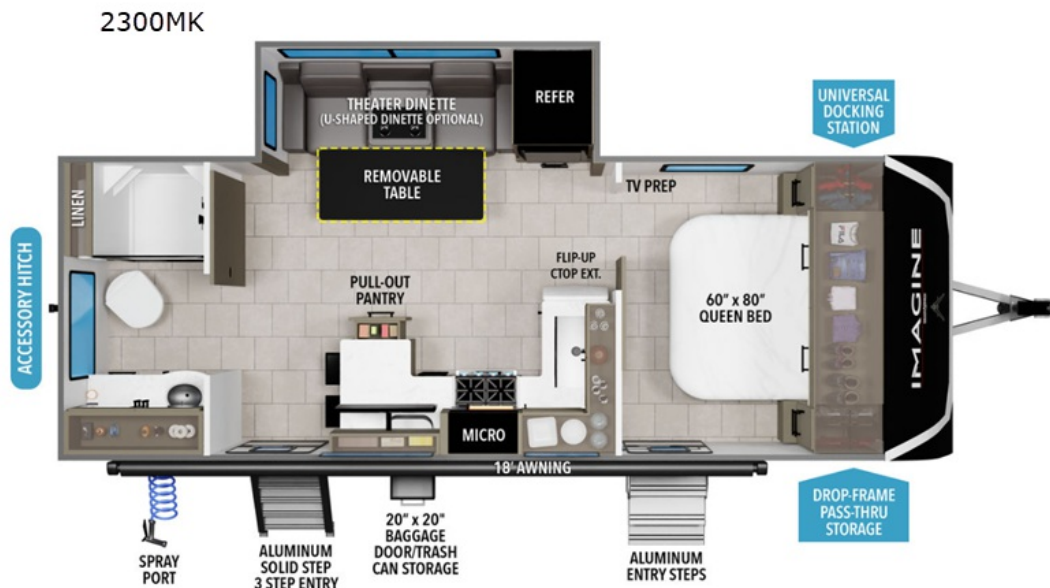 2300MK
THEATER DINETTE
(U-SHAPED DINETTE OPTIONAL)
REFER
UNIVERSAL
DOCKING
STATION
LINEN
REMOVABLE
TABLE
TV PREP
ACCESSORY HITCH
PULL-OUT
PANTRY
FLIP-UP
CTOP EXT.
60" x 80"
QUEEN BED
IMAGINE
MICRO
18' AWNING
SPRAY
PORT
ALUMINUM
SOLID STEP
3 STEP ENTRY
20" x 20"
BAGGAGE
DOOR/TRASH
CAN STORAGE
ALUMINUM
ENTRY STEPS
DROP-FRAME
PASS-THRU
STORAGE